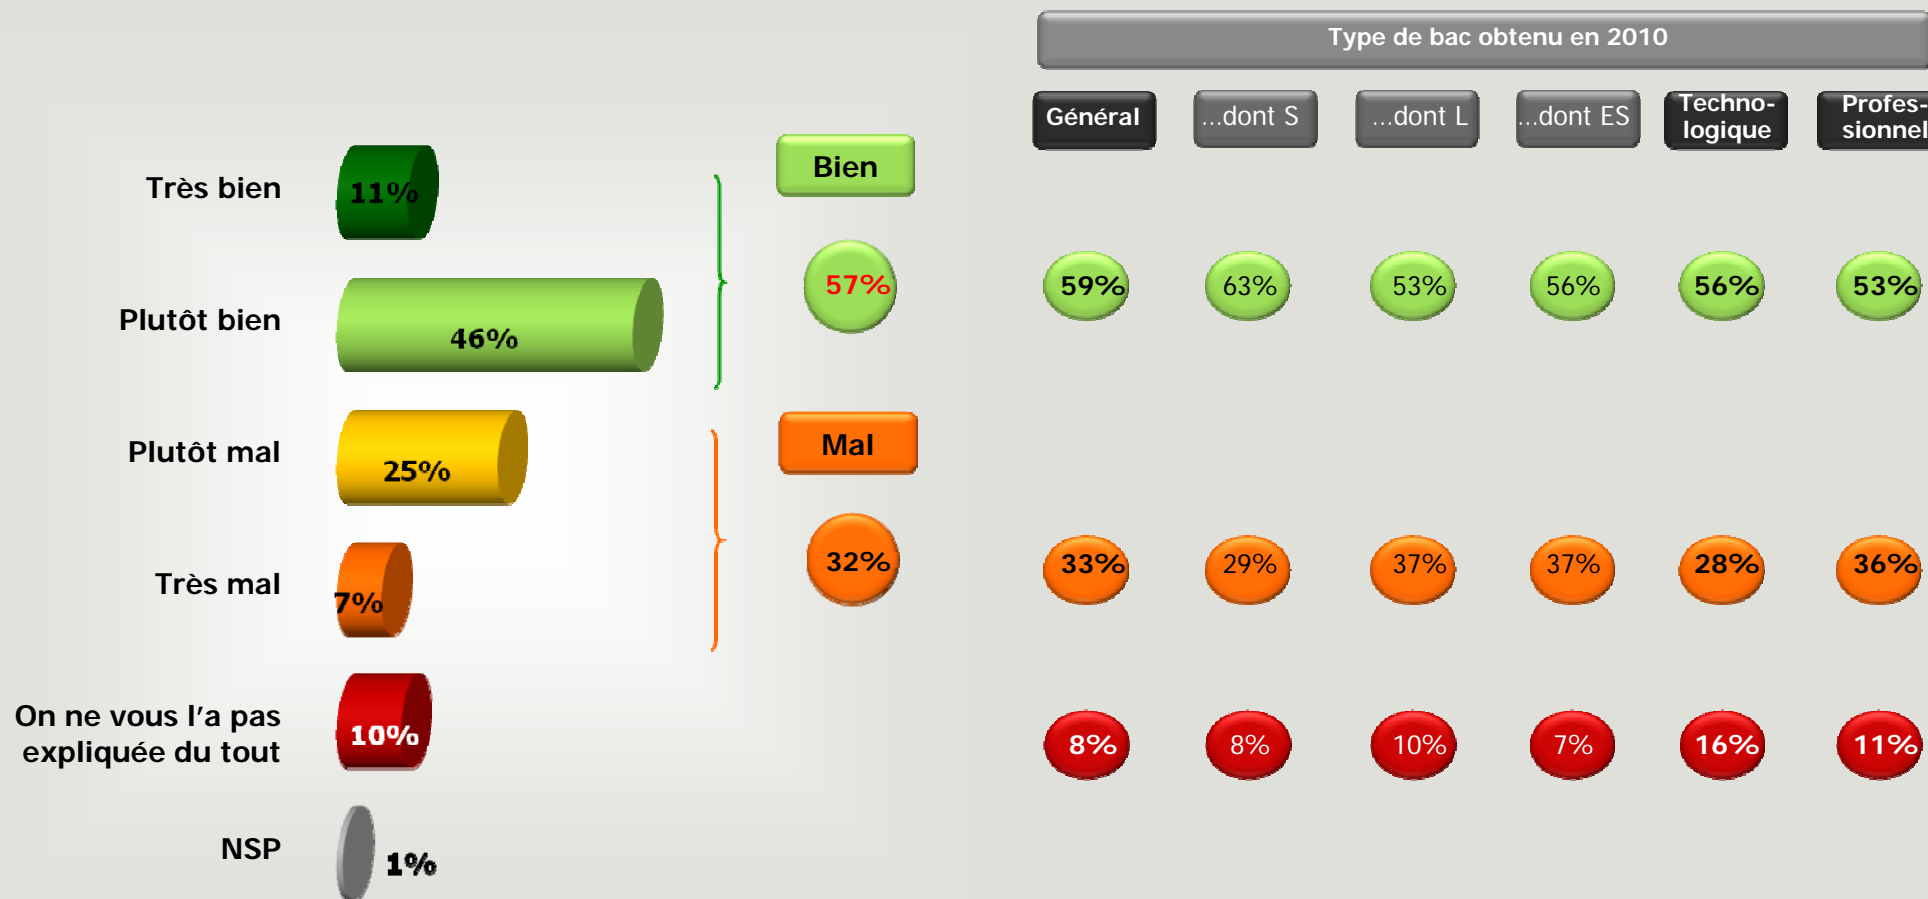 Type de bac obtenu en 2010
Général
...dont S
...dont L
...dont ES
Techno-
logique
Profes-
sionnel
Très bien
11%
Bien
Plutôt bien
46%
57%
59%
63%
53%
56%
56%
53%
Plutôt mal
25%
Mal
Très mal
7%
32%
33%
29%
37%
37%
28%
36%
On ne vous l'a pas
expliquée du tout
10%
8%
8%
10%
7%
16%
11%
NSP
1%